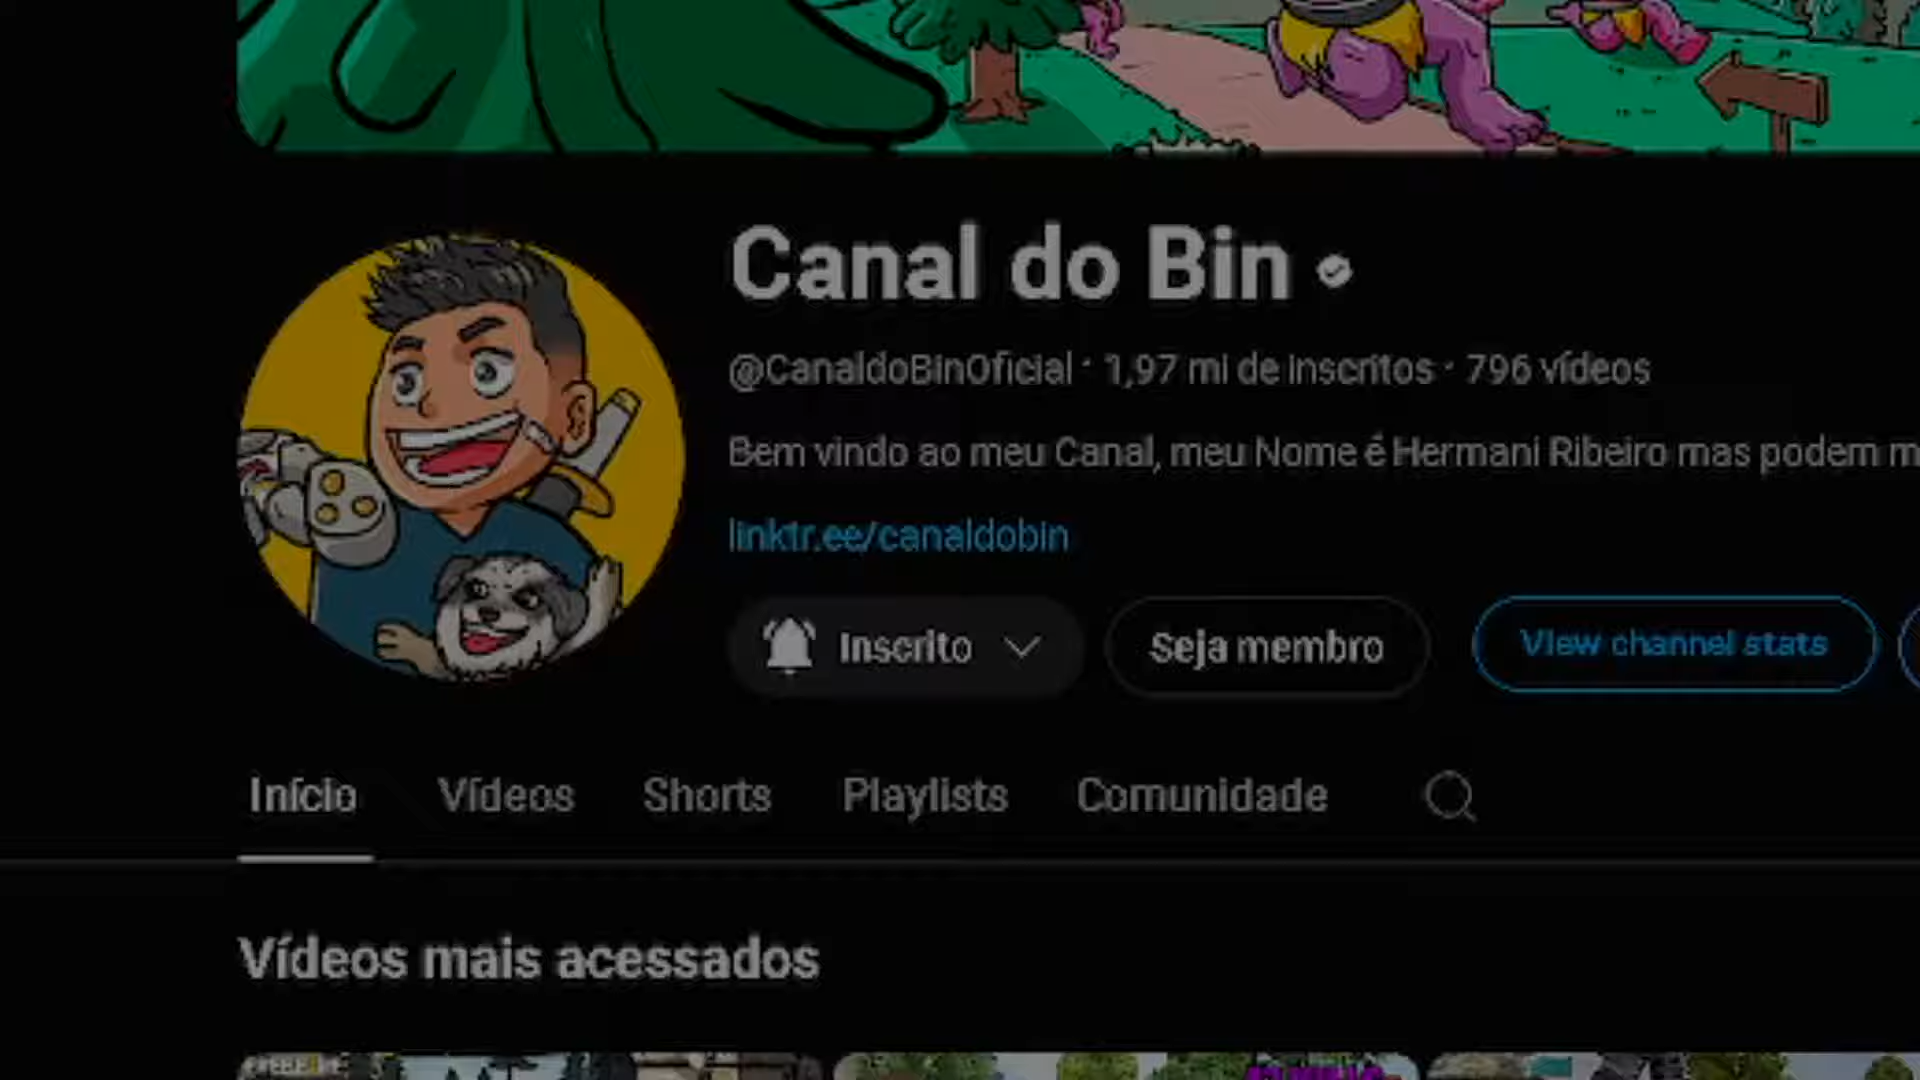 Canal do Bin
@CanaldoBinOficial · 1,97 mi de inscritos · 796 vídeos
Bem vindo ao meu Canal, meu Nome é Hermani Ribeiro mas podem m
linktr.ee/canaldobin
Inscrito
Seja membro
View channel stats
Início
Vídeos
Shorts
Playlists
Comunidade
Vídeos mais acessados